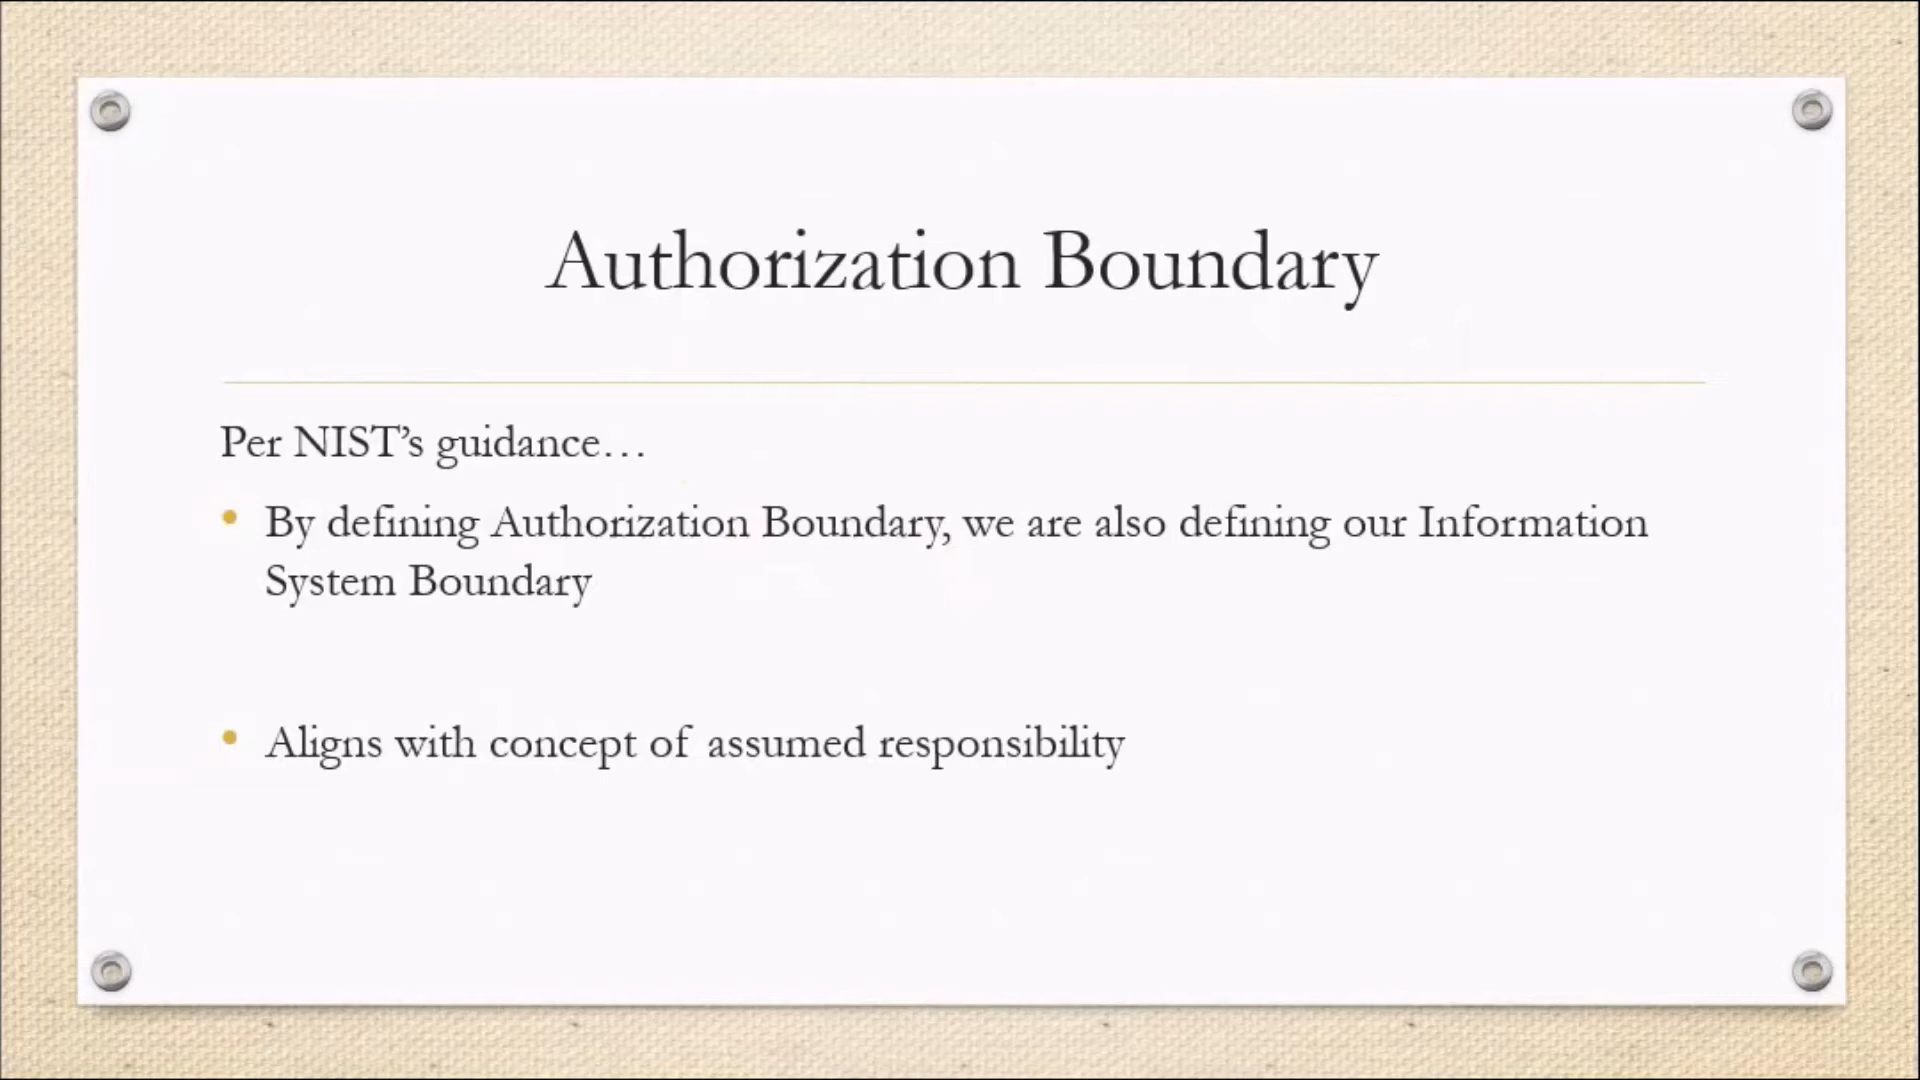 Authorization Boundary
Per NIST’s guidance…
• By defining Authorization Boundary, we are also defining our Information
System Boundary
• Aligns with concept of assumed responsibility